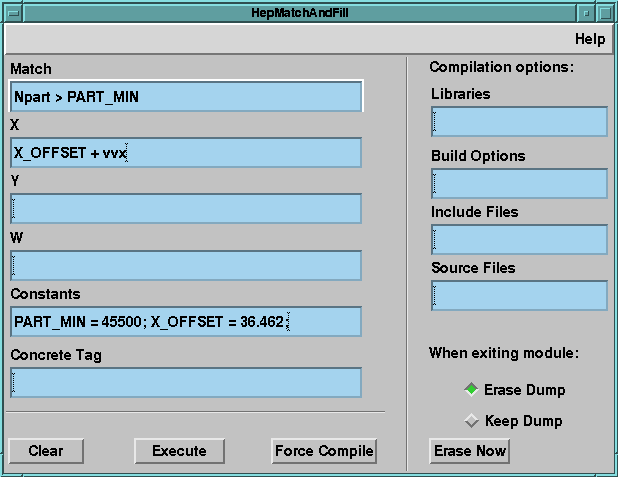 HepMatchAndFill
Help
Match
Npart > PART_MIN
X
X_OFFSET + vvx
Y
W
Constants
PART_MIN = 45500; X_OFFSET = 36.462;
Concrete Tag
Clear
Execute
Force Compile
Compilation options:
Libraries
Build Options
Include Files
Source Files
When exiting module:
Erase Dump
Keep Dump
Erase Now